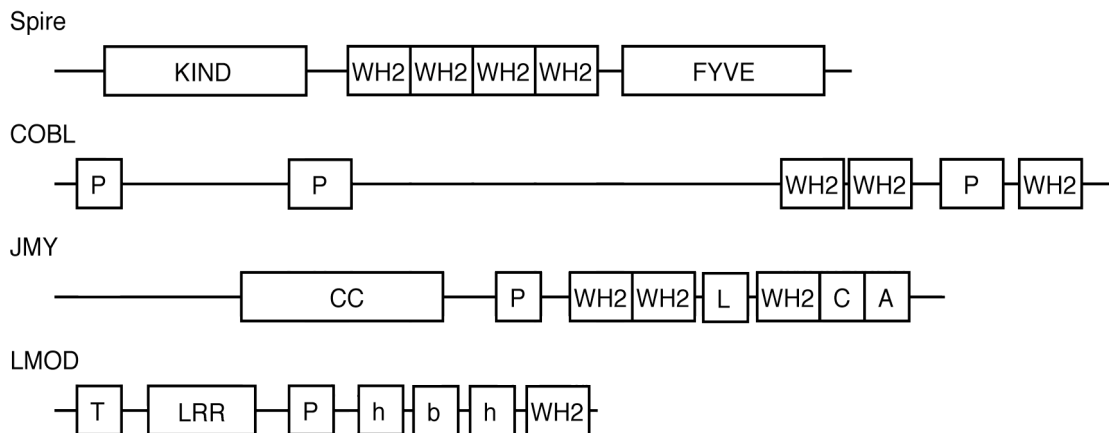 Spire
KIND WH2 WH2 WH2 WH2 FYVE
COBL
P P WH2 WH2 P WH2
JMY
CC P WH2 WH2 L WH2 C A
LMOD
T LRR P h b h WH2